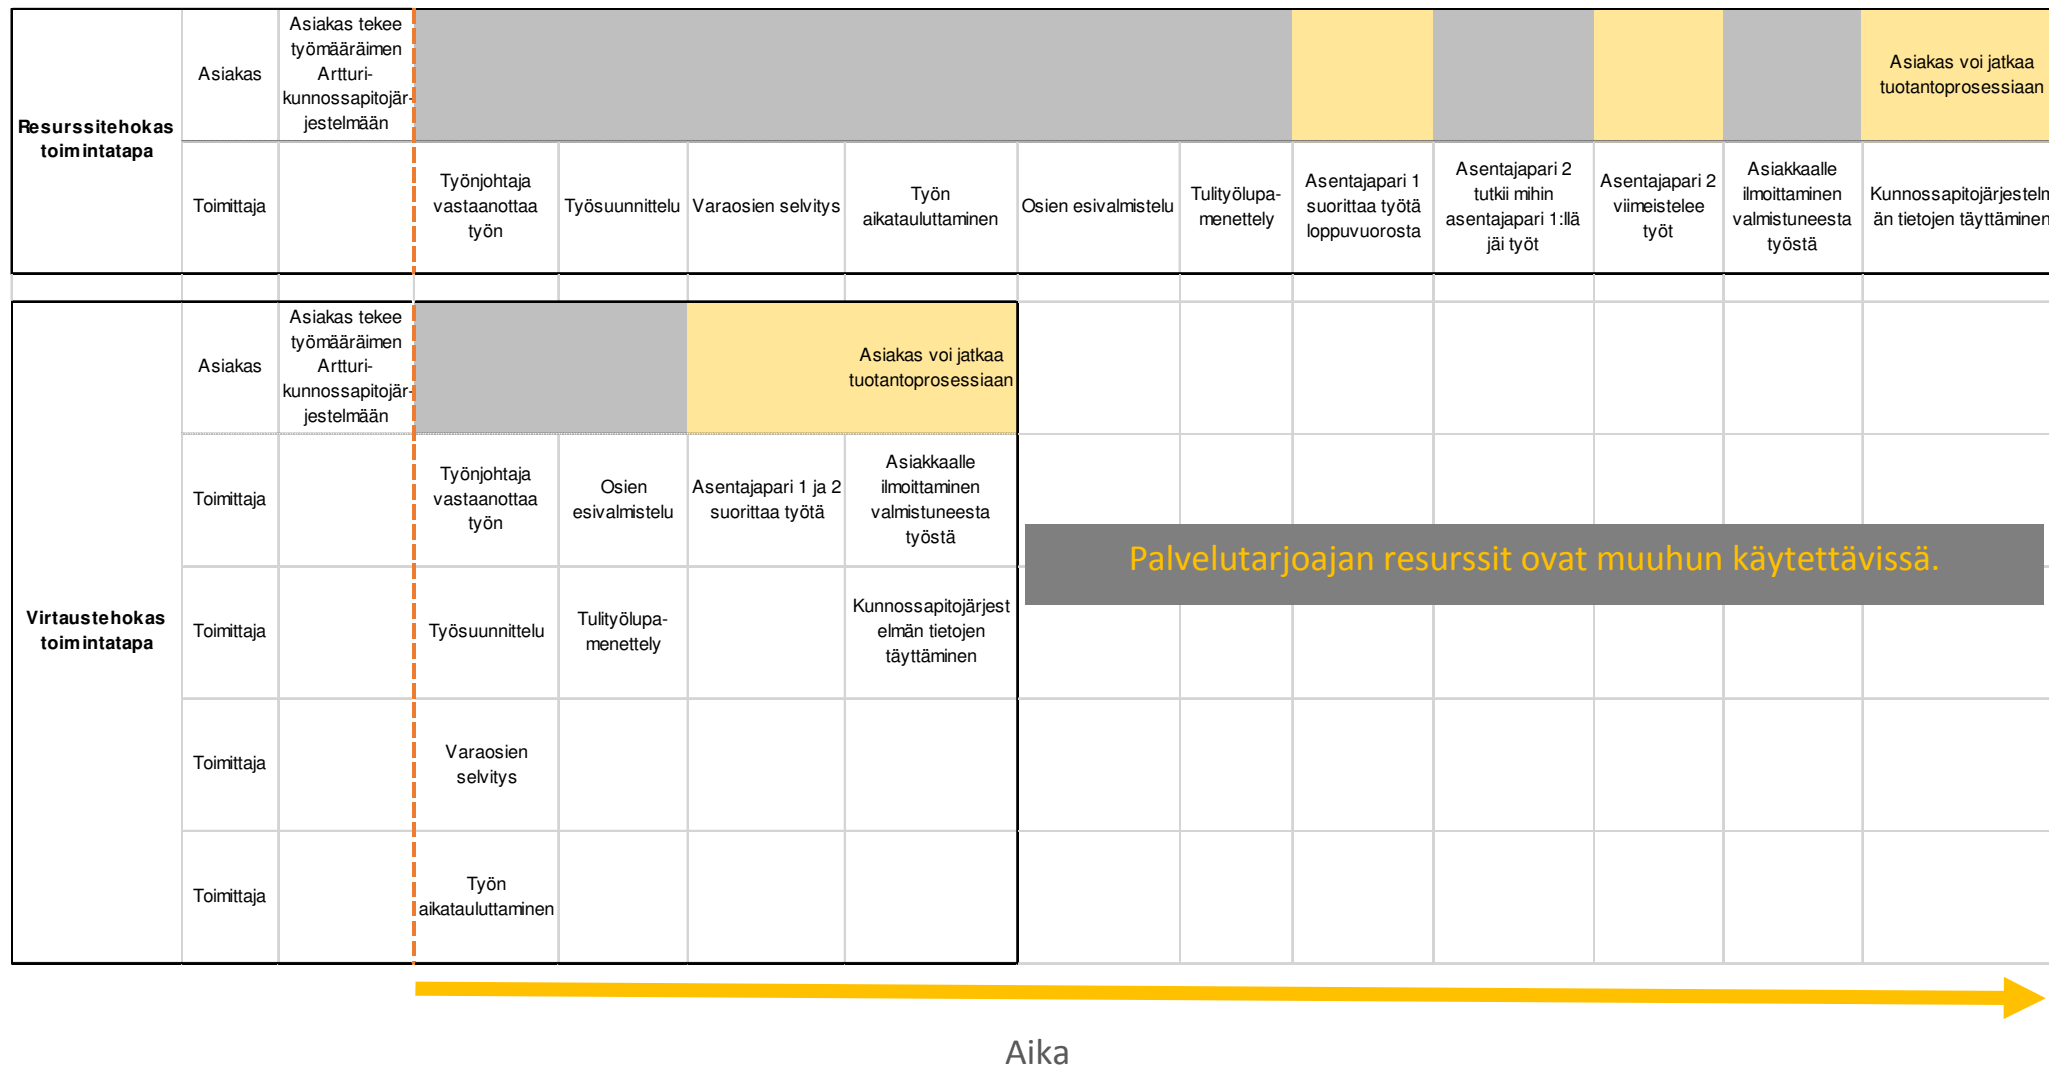 Resurssitehokas
toimintatapa
Asiakas
Asiakas tekee
työmääräimen
Artturi-
kunnossapitojär-
jestelmään
Asiakas voi jatkaa
tuotantoprosessiaan
Toimittaja
Työnjohtaja
vastaanottaa
työn
Työsuunnittelu
Varaosien selvitys
Työn
aikatauluttaminen
Osien esivalmistelu
Tulityölupa-
menettely
Asentajapari 1
suorittaa työtä
loppuvuorosta
Asentajapari 2
tutkii mihin
asentajapari 1:llä
jäi työt
Asentajapari 2
viimeistelee
työt
Asiakkaalle
ilmoittaminen
valmistuneesta
työstä
Kunnossapitojärjestelm
än tietojen täyttäminen
Virtaustehokas
toimintatapa
Asiakas
Asiakas tekee
työmääräimen
Artturi-
kunnossapitojär-
jestelmään
Asiakas voi jatkaa
tuotantoprosessiaan
Toimittaja
Työnjohtaja
vastaanottaa
työn
Osien
esivalmistelu
Asentajapari 1 ja 2
suorittaa työtä
Asiakkaalle
ilmoittaminen
valmistuneesta
työstä
Palvelutarjoajan resurssit ovat muuhun käytettävissä.
Toimittaja
Työsuunnittelu
Tulityölupa-
menettely
Kunnossapitojärjest
elmän tietojen
täyttäminen
Toimittaja
Varaosien
selvitys
Toimittaja
Työn
aikatauluttaminen
Aika